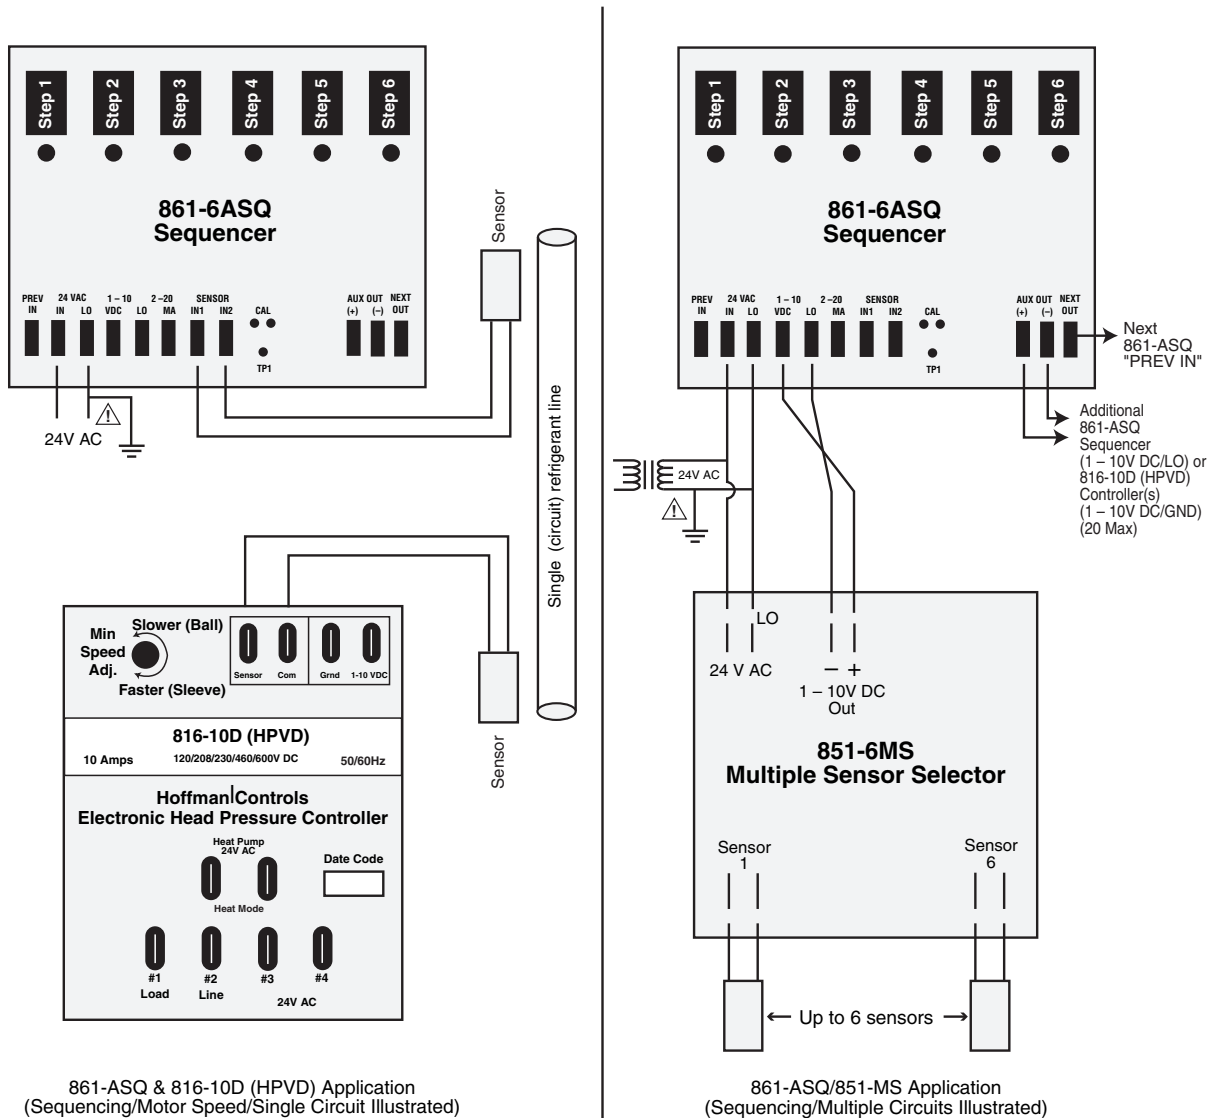 Step 1 Step 2 Step 3 Step 4 Step 5 Step 6
861-6ASQ
Sequencer
PREV IN
24 VAC
IN LO
1 – 10 VDC
LO
2 –20 MA
SENSOR
IN1 IN2
CAL
TP1
AUX OUT
(+) (–)
NEXT OUT
24V AC
Sensor
Single (circuit) refrigerant line
Sensor
Min
Speed
Adj.
Slower (Ball)
Faster (Sleeve)
Sensor Com Grnd 1-10 VDC
816-10D (HPVD)
10 Amps 120/208/230/460/600V DC 50/60Hz
Hoffman Controls
Electronic Head Pressure Controller
Heat Pump
24V AC
Heat Mode
Date Code
#1 #2 #3 #4
Load Line 24V AC
861-ASQ & 816-10D (HPVD) Application
(Sequencing/Motor Speed/Single Circuit Illustrated)
Step 1 Step 2 Step 3 Step 4 Step 5 Step 6
861-6ASQ
Sequencer
PREV IN
24 VAC
IN LO
1 – 10 VDC
LO
2 –20 MA
SENSOR
IN1 IN2
CAL
TP1
AUX OUT
(+) (–)
NEXT OUT
Next
861-ASQ
"PREV IN"
Additional
861-ASQ
Sequencer
(1 – 10V DC/LO) or
816-10D (HPVD)
Controller(s)
(1 – 10V DC/GND)
(20 Max)
24V AC
LO
24 V AC
– +
1 – 10V DC
Out
851-6MS
Multiple Sensor Selector
Sensor
1
Sensor
6
Up to 6 sensors
861-ASQ/851-MS Application
(Sequencing/Multiple Circuits Illustrated)